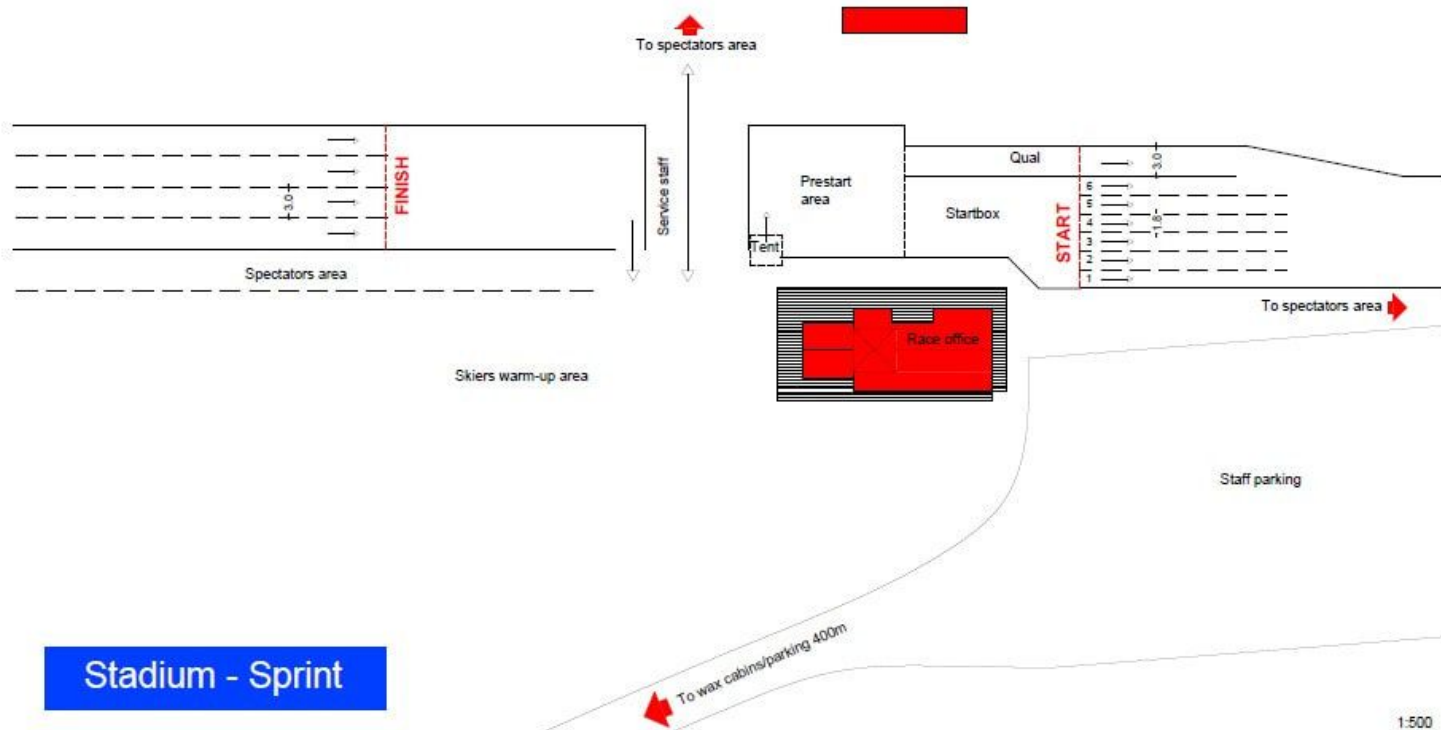 To spectators area
FINISH
3.0
Service staff
Spectators area
Prestart
area
Tent
Qual
Startbox
START
6
5
4
3
2
1
3.0
1.8
To spectators area
Race office
Skiers warm-up area
Staff parking
To wax cabins/parking 400m
Stadium - Sprint
1:500